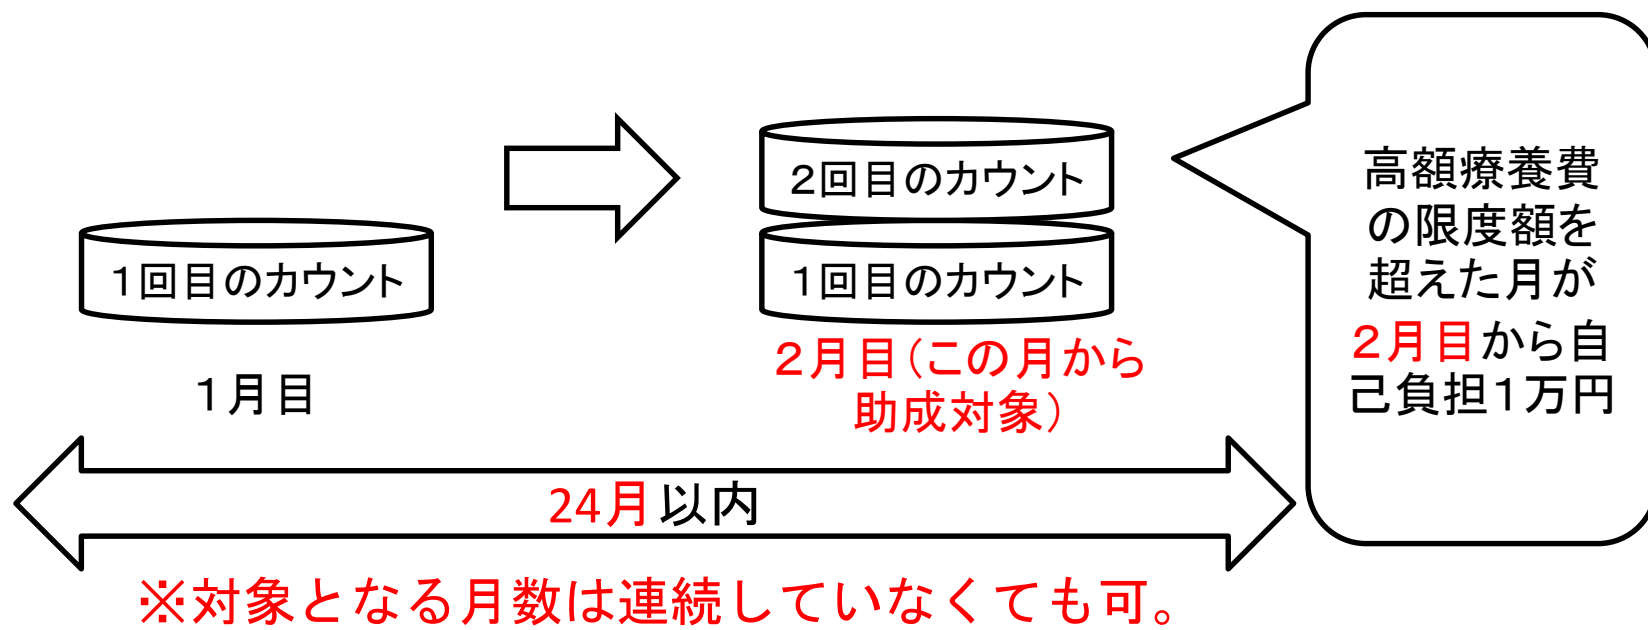 1回目のカウント
1月目
2回目のカウント
1回目のカウント
2月目(この月から
助成対象)
高額療養費
の限度額を
超えた月が
2月目から自
己負担1万円
24月以内
※対象となる月数は連続していなくても可。